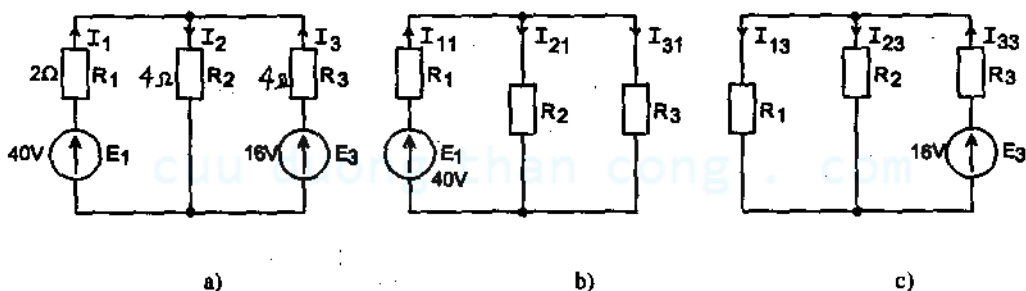 I1 I2 I3
2Ω R1 4Ω R2 4Ω R3
40V E1 16V E3
a)
I11 I21 I31
R1 R2 R3
E1
40V
b)
I13 I23 I33
R1 R2 R3
16V E3
c)
cuu duong than cong . com